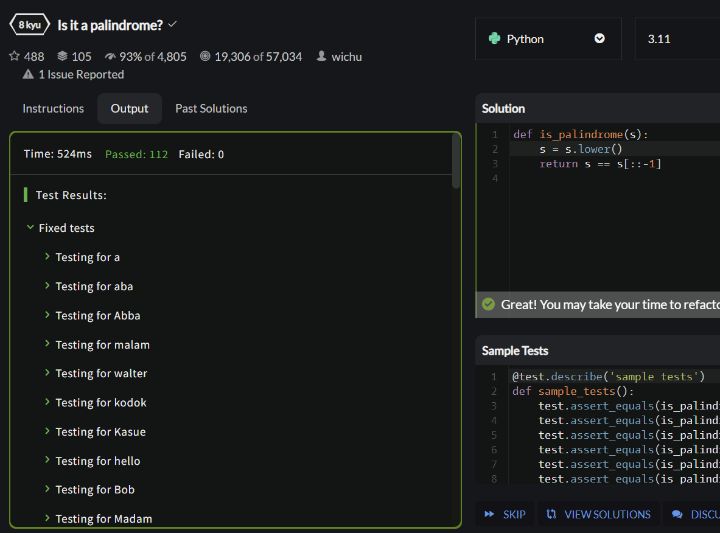 8 kyu Is it a palindrome?
488 105 93% of 4,805 19,306 of 57,034 wichu
1 Issue Reported
Instructions Output Past Solutions
Time: 524ms Passed: 112 Failed: 0
Test Results:
Fixed tests
Testing for a
Testing for aba
Testing for Abba
Testing for malam
Testing for walter
Testing for kodok
Testing for Kasue
Testing for hello
Testing for Bob
Testing for Madam
Python 3.11
Solution
1 def is_palindrome(s):
2 s = s.lower()
3 return s == s[::-1]
4
Great! You may take your time to refacto
Sample Tests
1 @test.describe('sample tests')
2 def sample_tests():
3 test.assert_equals(is_palind
4 test.assert_equals(is_palind
5 test.assert_equals(is_palind
6 test.assert_equals(is_palind
7 test.assert_equals(is_palind
8 test.assert_equals(is_palind
SKIP VIEW SOLUTIONS DISCU